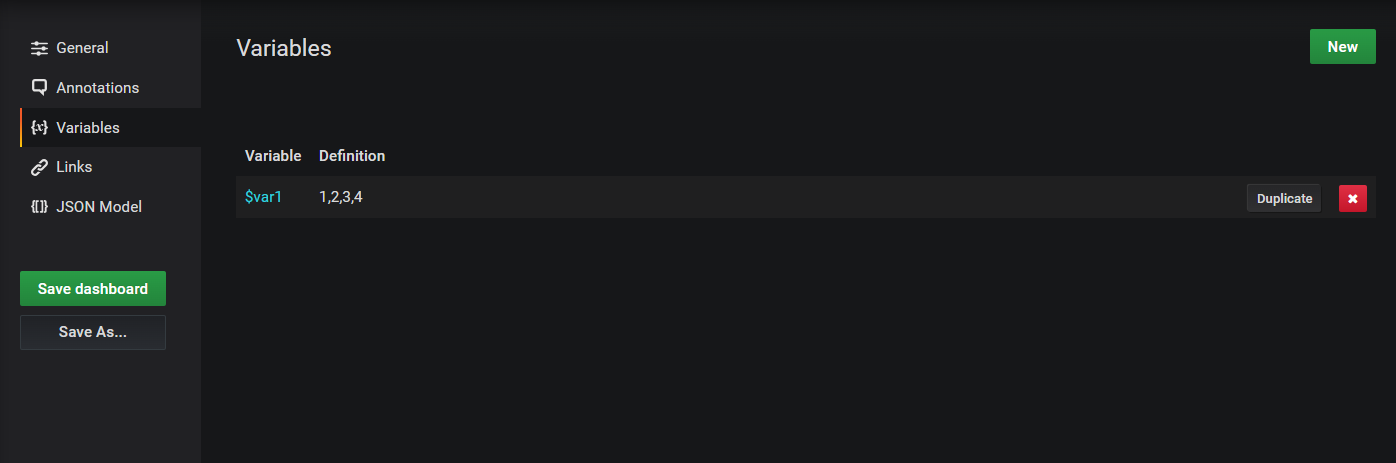 General
Annotations
Variables
Links
JSON Model
Save dashboard
Save As...
Variables
New
Variable Definition
$var1 1,2,3,4 Duplicate